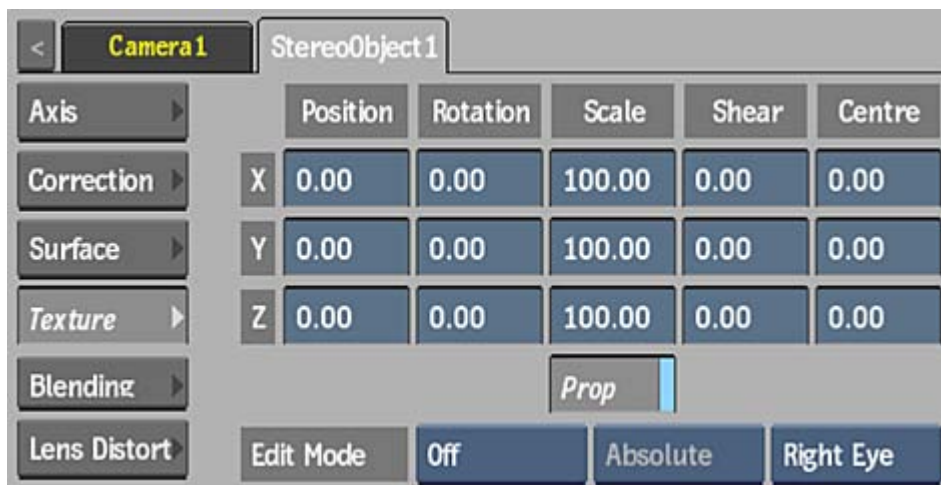 < Camera1 StereoObject1
Axis Position Rotation Scale Shear Centre
Correction X 0.00 0.00 100.00 0.00 0.00
Surface Y 0.00 0.00 100.00 0.00 0.00
Texture Z 0.00 0.00 100.00 0.00 0.00
Blending Prop
Lens Distort Edit Mode Off Absolute Right Eye